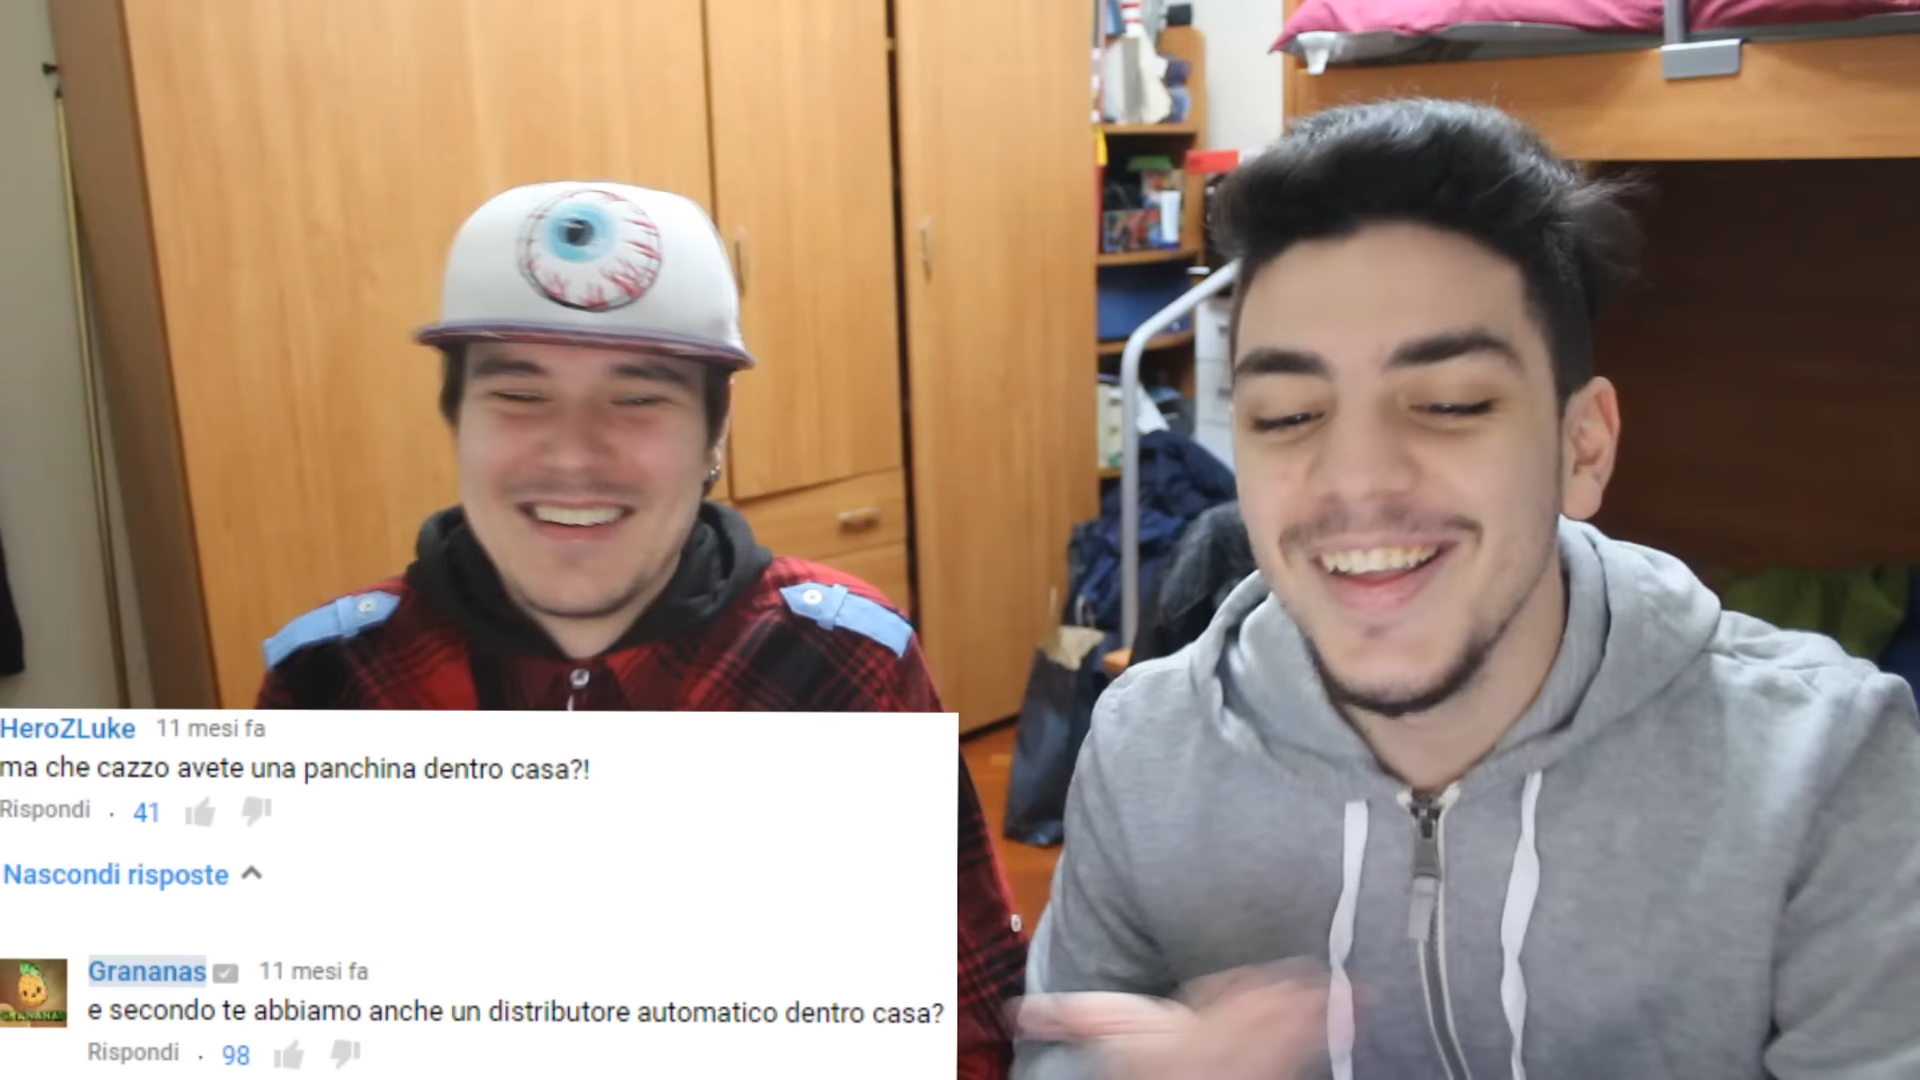 HeroZLuke 11 mesi fa
ma che cazzo avete una panchina dentro casa?!
Rispondi · 41
Nascondi risposte
Grananas 11 mesi fa
e secondo te abbiamo anche un distributore automatico dentro casa?
Rispondi · 98